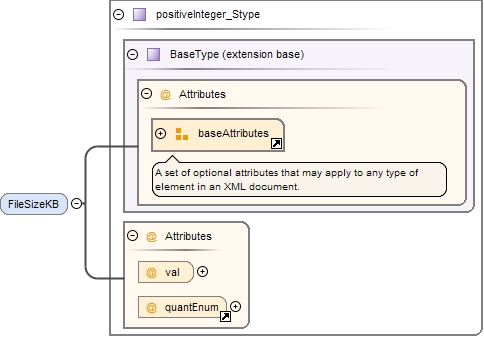 positiveInteger_Stype
BaseType (extension base)
@ Attributes
baseAttributes
A set of optional attributes that may apply to any type of
element in an XML document.
FileSizeKB
@ Attributes
@ val
@ quantEnum